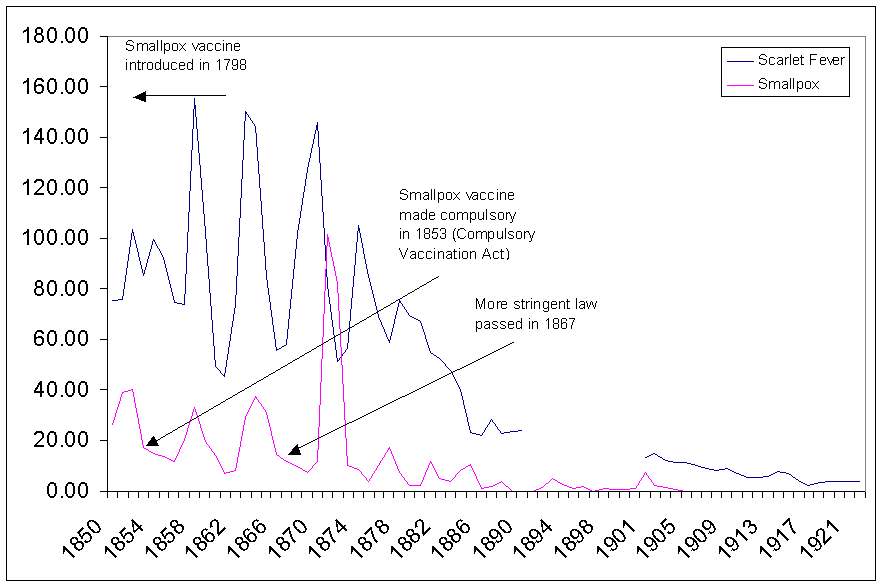 180.00
160.00
140.00
120.00
100.00
80.00
60.00
40.00
20.00
0.00
Smallpox vaccine
introduced in 1798
Scarlet Fever
Smallpox
Smallpox vaccine
made compulsory
in 1853 (Compulsory
Vaccination Act)
More stringent law
passed in 1867
1850
1854
1858
1862
1866
1870
1874
1878
1882
1886
1890
1894
1898
1901
1905
1909
1913
1917
1921